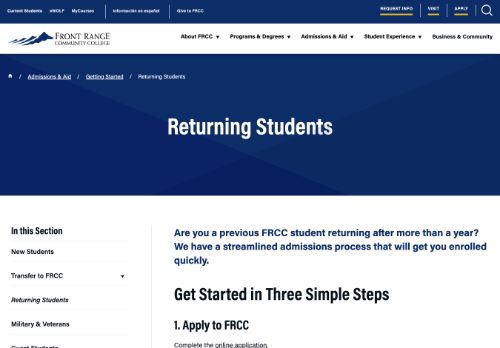 Current Students eWOLF MyCourses Información en español Give to FRCC REQUEST INFO VISIT APPLY
FRONT RANGE
COMMUNITY COLLEGE
About FRCC Programs & Degrees Admissions & Aid Student Experience Business & Community
/ Admissions & Aid / Getting Started / Returning Students
Returning Students
In this Section
New Students
Transfer to FRCC
Returning Students
Military & Veterans
Guest Students
Are you a previous FRCC student returning after more than a year?
We have a streamlined admissions process that will get you enrolled
quickly.
Get Started in Three Simple Steps
1. Apply to FRCC
Complete the online application.